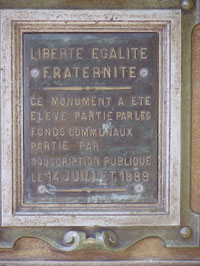 LIBERTE EGALITE
FRATERNITE
CE MONUMENT A ETE
ELEVE PARTIE PAR LES
FONDS COMMUNAUX
PARTIE PAR
SOUSCRIPTION PUBLIQUE
LE 14 JUILLET 1889